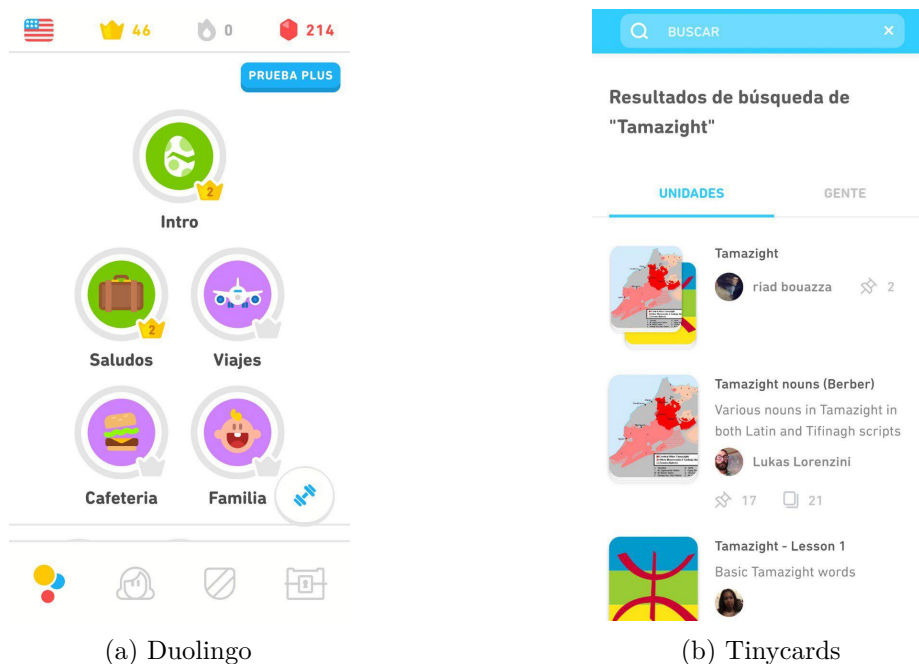 46
0
214
PRUEBA PLUS
2
Intro
2
Saludos
Viajes
Cafeteria
Familia
(a) Duolingo
BUSCAR
Resultados de búsqueda de
"Tamazight"
UNIDADES
GENTE
Tamazight
riad bouazza
2
Tamazight nouns (Berber)
Various nouns in Tamazight in
both Latin and Tifinagh scripts
Lukas Lorenzini
17
21
Tamazight - Lesson 1
Basic Tamazight words
(b) Tinycards